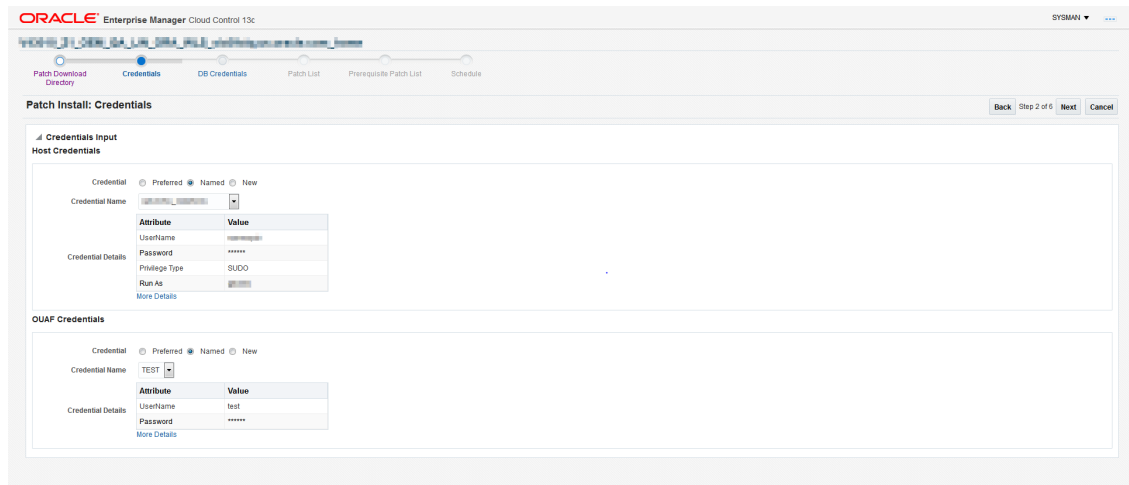 ORACLE Enterprise Manager Cloud Control 13c SYSMAN
Patch Download Directory Credentials DB Credentials Patch List Prerequisite Patch List Schedule
Patch Install: Credentials Back Step 2 of 6 Next Cancel
Credentials Input
Host Credentials
Credential Preferred Named New
Credential Name
Attribute Value
UserName
Credential Details Password ******
Privilege Type SUDO
Run As
More Details
OUAF Credentials
Credential Preferred Named New
Credential Name TEST
Attribute Value
UserName test
Credential Details
Password ******
More Details